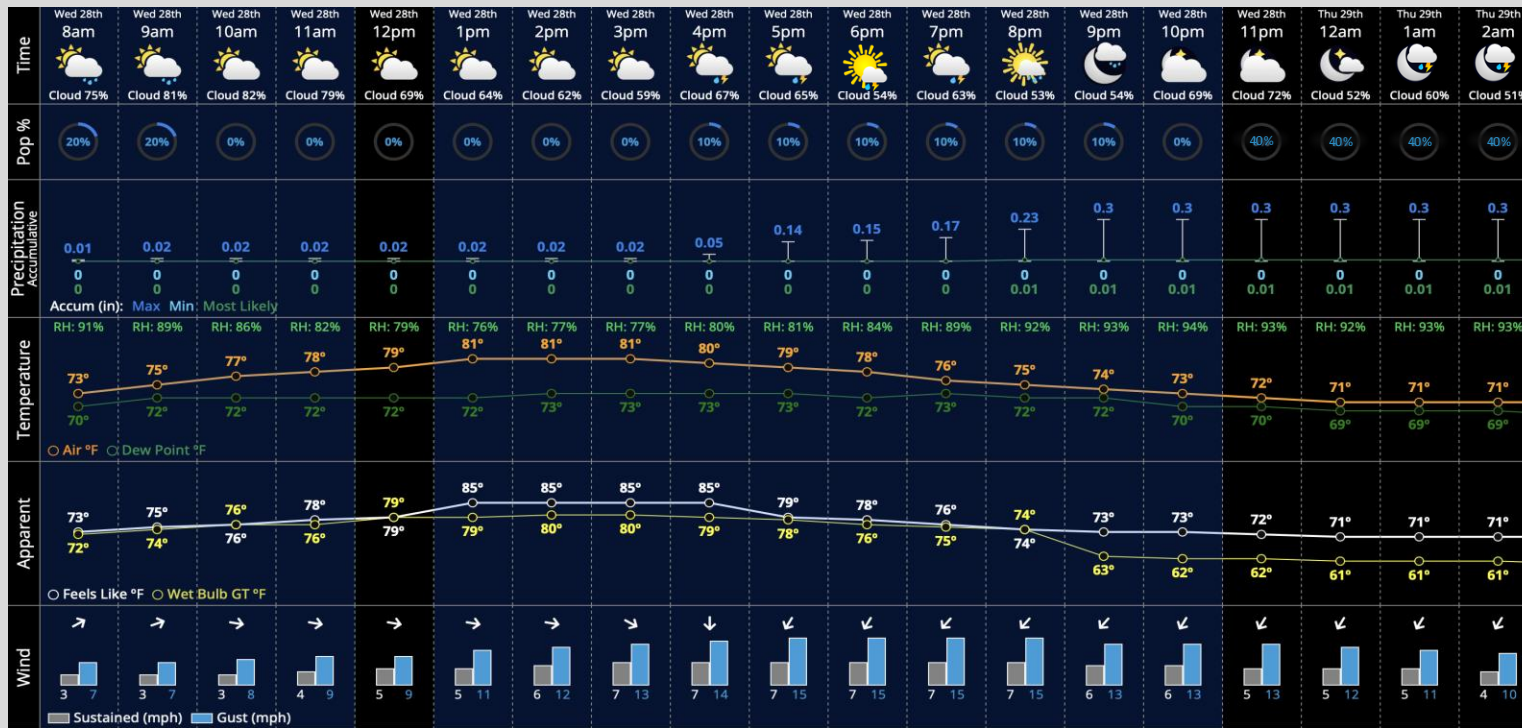 Time
Wed 28th Wed 28th Wed 28th Wed 28th Wed 28th Wed 28th Wed 28th Wed 28th Wed 28th Wed 28th Wed 28th Wed 28th Wed 28th Wed 28th Wed 28th Wed 28th Thu 29th Thu 29th Thu 29th
8am 9am 10am 11am 12pm 1pm 2pm 3pm 4pm 5pm 6pm 7pm 8pm 9pm 10pm 11pm 12am 1am 2am
Cloud 75% Cloud 81% Cloud 82% Cloud 79% Cloud 69% Cloud 64% Cloud 62% Cloud 59% Cloud 67% Cloud 65% Cloud 54% Cloud 63% Cloud 53% Cloud 54% Cloud 69% Cloud 72% Cloud 52% Cloud 60% Cloud 51%
Pop %
20% 20% 0% 0% 0% 0% 0% 0% 10% 10% 10% 10% 10% 10% 0% 40% 40% 40% 40%
Precipitation
Accumulative
0.01 0.02 0.02 0.02 0.02 0.02 0.02 0.02 0.05 0.14 0.15 0.17 0.23 0.3 0.3 0.3 0.3 0.3 0.3
0 0 0 0 0 0 0 0 0 0 0 0 0 0 0 0 0 0 0
0 0 0 0 0 0 0 0 0 0 0 0 0.01 0.01 0.01 0.01 0.01 0.01 0.01
Accum (in): Max Min Most Likely
Temperature
RH: 91% RH: 89% RH: 86% RH: 82% RH: 79% RH: 76% RH: 77% RH: 77% RH: 80% RH: 81% RH: 84% RH: 89% RH: 92% RH: 93% RH: 94% RH: 93% RH: 92% RH: 93% RH: 93%
73° 75° 77° 78° 79° 81° 81° 81° 80° 79° 78° 76° 75° 74° 73° 72° 71° 71° 71°
70° 72° 72° 72° 72° 72° 73° 73° 73° 73° 72° 73° 72° 72° 70° 70° 69° 69° 69°
Air °F Dew Point °F
Apparent
73° 75° 76° 78° 79° 85° 85° 85° 85° 79° 78° 76° 74° 73° 73° 72° 71° 71° 71°
72° 74° 76° 76° 79° 79° 80° 80° 79° 78° 76° 75° 74° 63° 62° 62° 61° 61° 61°
Feels Like °F Wet Bulb GT °F
Wind
3 7 3 7 3 8 4 9 5 9 5 11 6 12 7 13 7 14 7 15 7 15 7 15 7 15 6 13 6 13 5 13 5 12 5 11 4 10
Sustained (mph) Gust (mph)